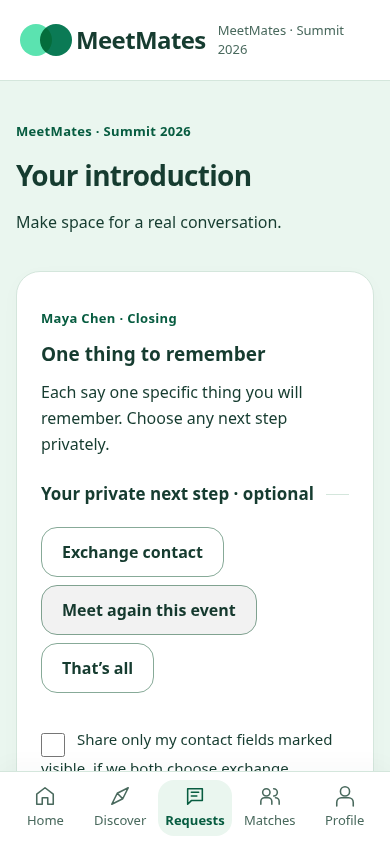 MeetMates
MeetMates · Summit
2026
MeetMates · Summit 2026
Your introduction
Make space for a real conversation.
Maya Chen · Closing
One thing to remember
Each say one specific thing you will
remember. Choose any next step
privately.
Your private next step · optional
Exchange contact
Meet again this event
That’s all
Share only my contact fields marked
visible, if we both choose exchange.
Home
Discover
Requests
Matches
Profile